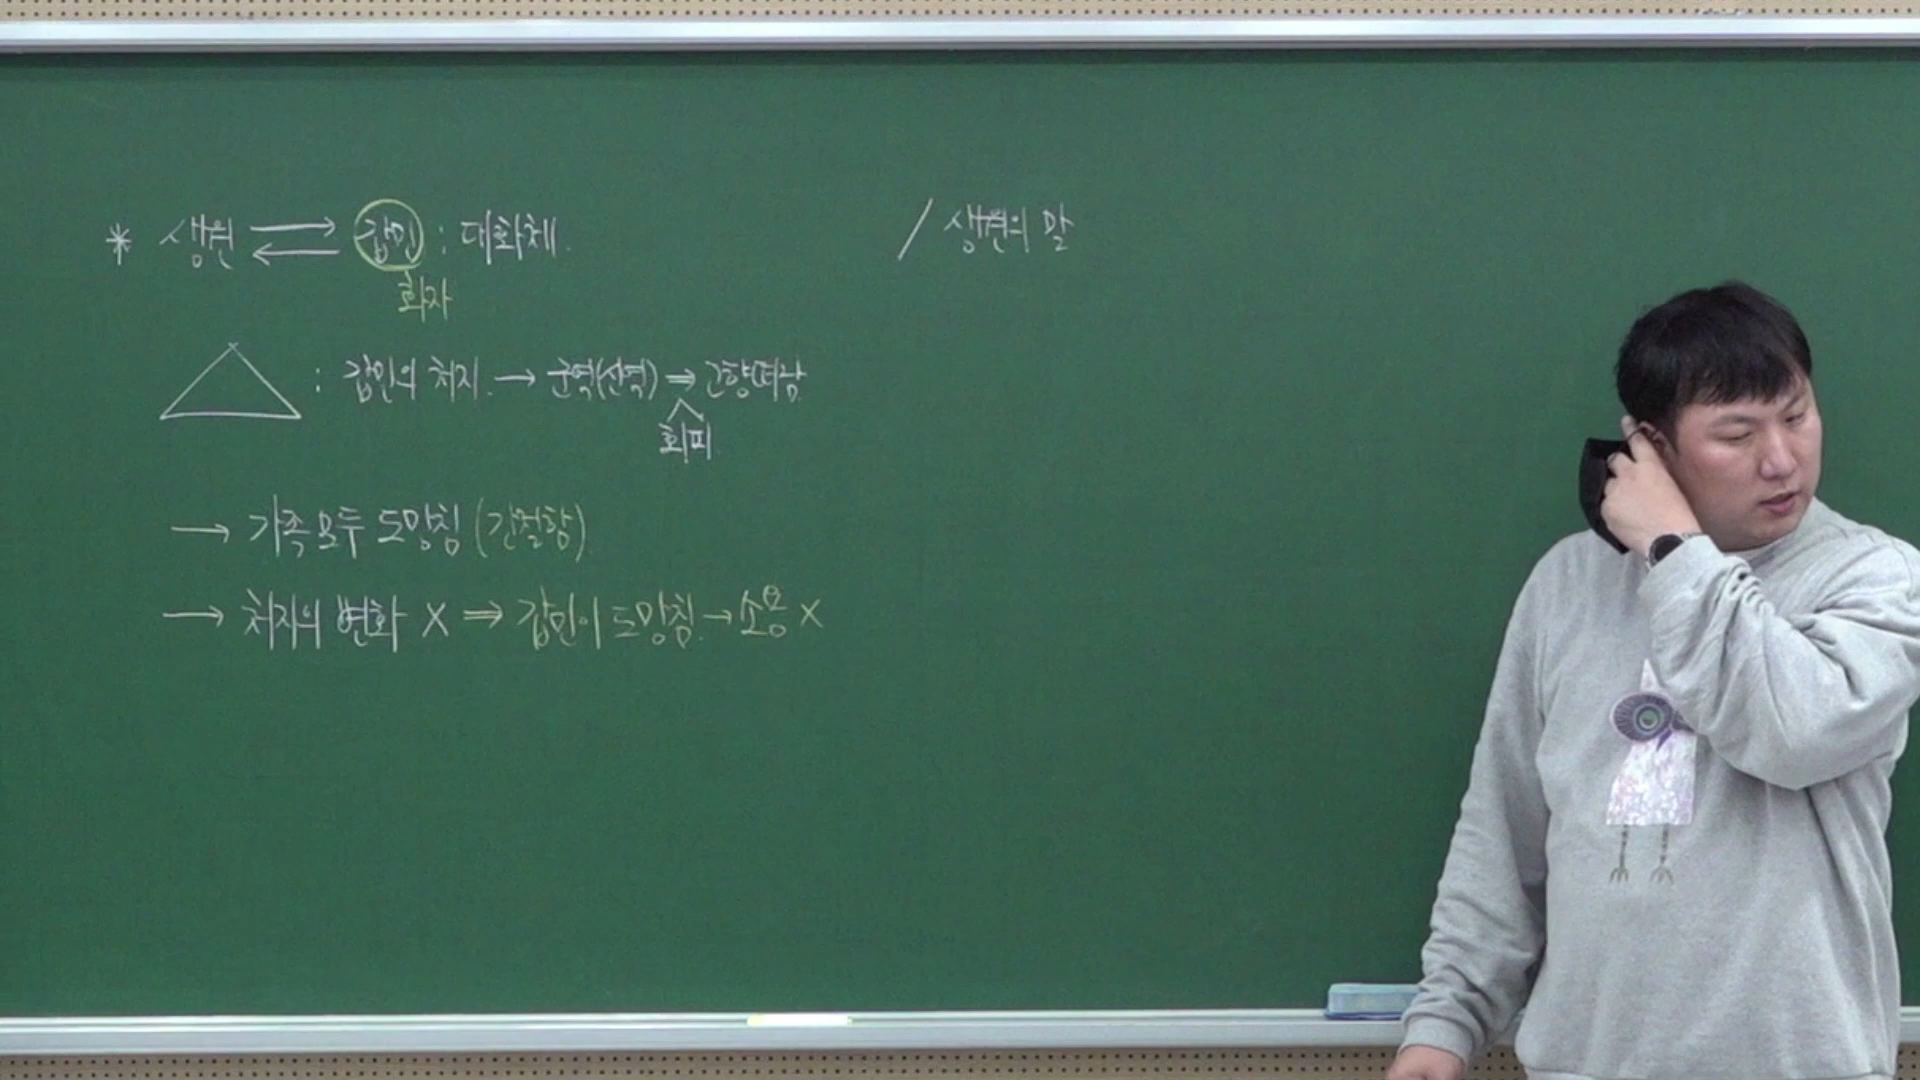 * 생원 ⇄ 갑민 : 대화체.
화자
: 갑민의 처지. → 군역(신역) ⇒ 고향떠남
회피.
→ 가족 모두 도망침 (간절함).
→ 처지의 변화 X ⇒ 갑민이 도망침. → 소용 X
/ 생원의 말